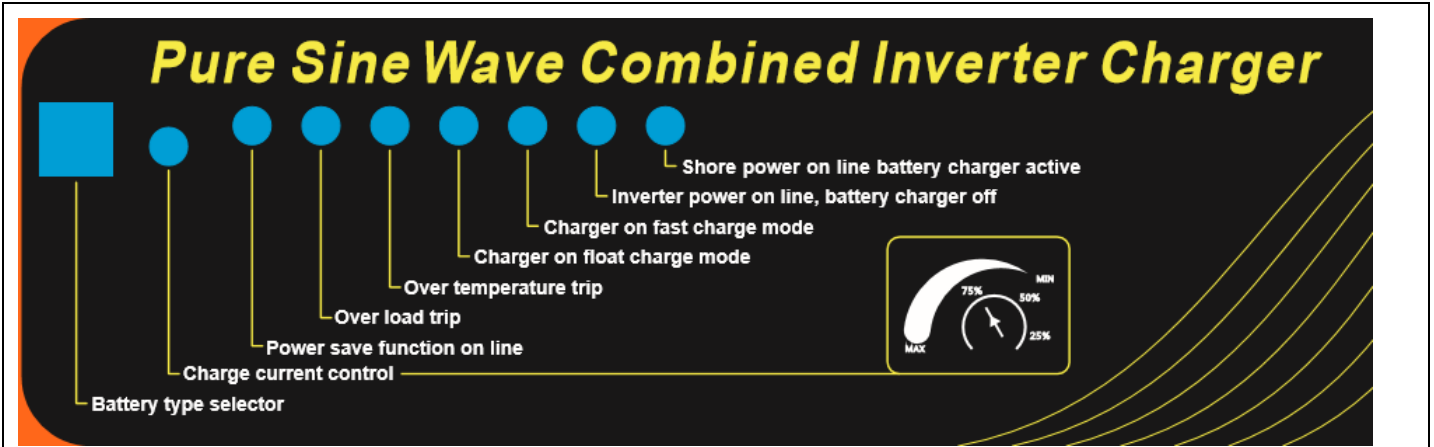 Pure Sine Wave Combined Inverter Charger
Shore power on line battery charger active
Inverter power on line, battery charger off
Charger on fast charge mode
Charger on float charge mode
Over temperature trip
Over load trip
Power save function on line
Charge current control
Battery type selector
MIN
75%
50%
25%
MAX